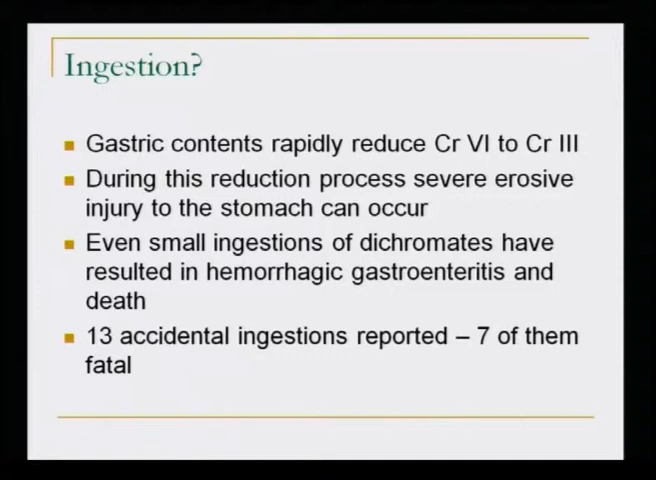 Ingestion?
Gastric contents rapidly reduce Cr VI to Cr III
During this reduction process severe erosive
injury to the stomach can occur
Even small ingestions of dichromates have
resulted in hemorrhagic gastroenteritis and
death
13 accidental ingestions reported – 7 of them
fatal